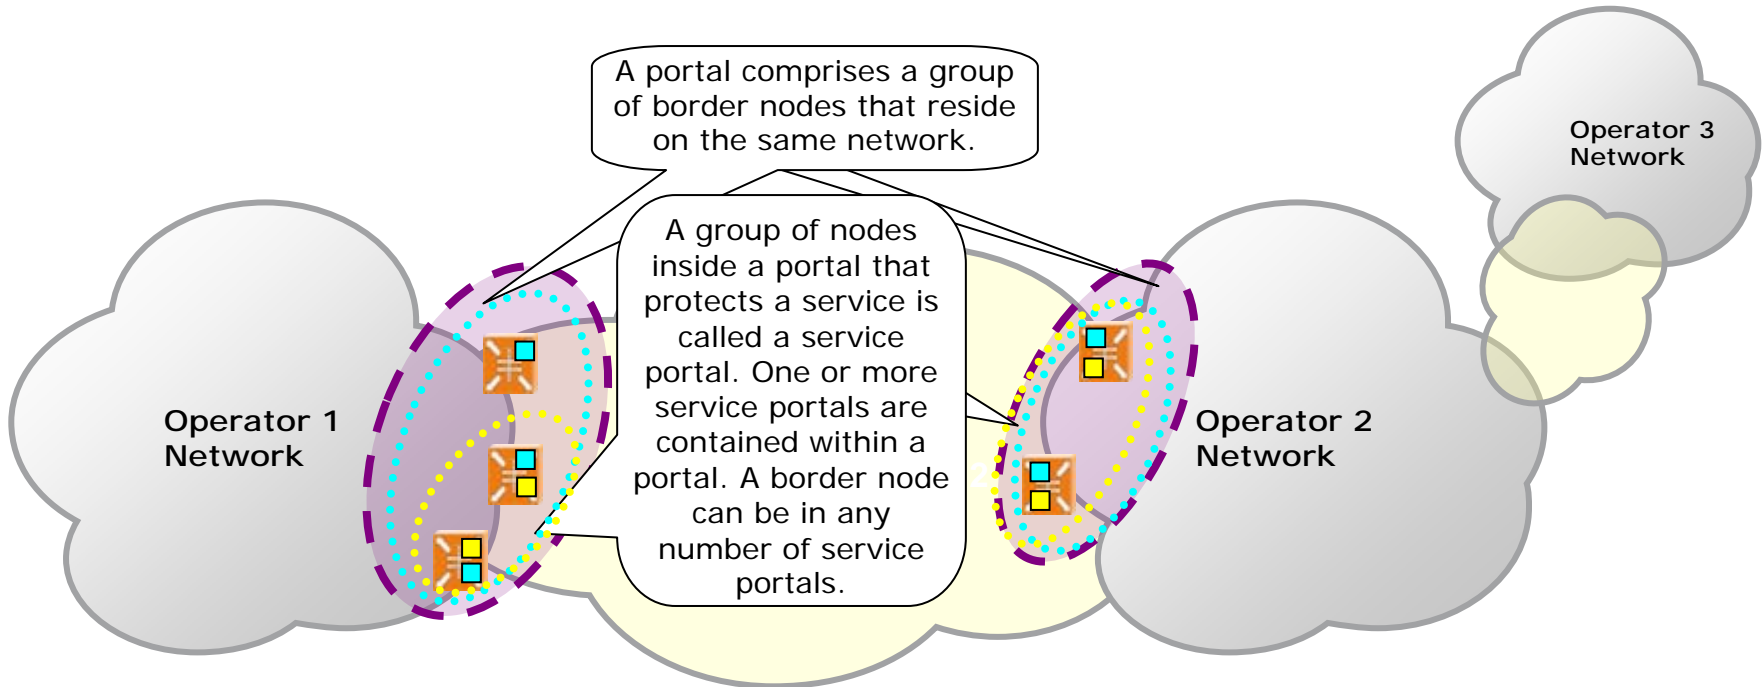 A portal comprises a group
of border nodes that reside
on the same network.
Operator 3
Network
A group of nodes
inside a portal that
protects a service is
called a service
portal. One or more
service portals are
contained within a
portal. A border node
can be in any
number of service
portals.
Operator 1
Network
Operator 2
Network